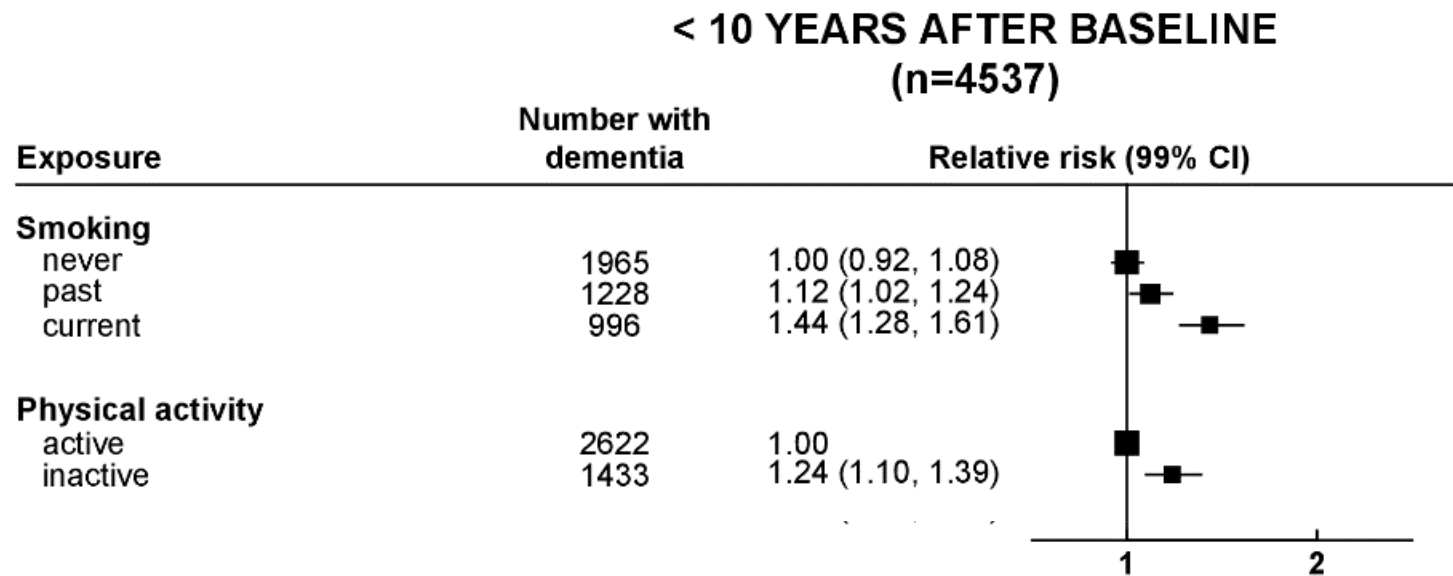 < 10 YEARS AFTER BASELINE
(n=4537)
Number with
Exposure dementia Relative risk (99% CI)
Smoking
never 1965 1.00 (0.92, 1.08)
past 1228 1.12 (1.02, 1.24)
current 996 1.44 (1.28, 1.61)
Physical activity
active 2622 1.00
inactive 1433 1.24 (1.10, 1.39)
1 2